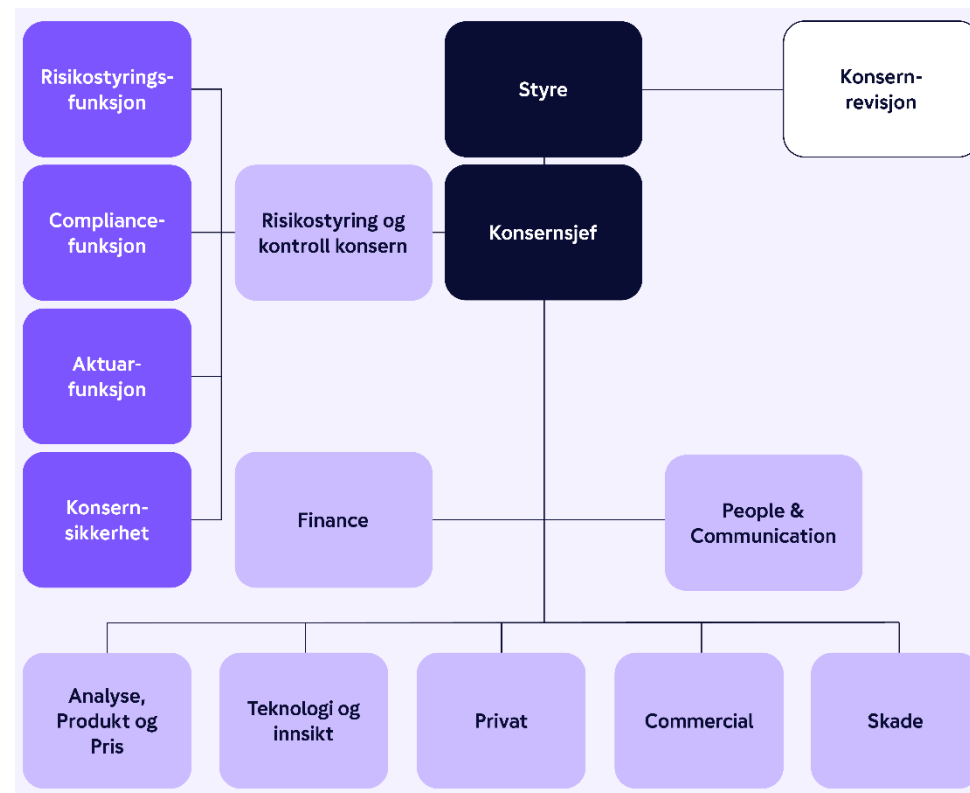 Risikostyrings-
funksjon
Styre
Konsern-
revisjon
Compliance-
funksjon
Risikostyring og
kontroll konsern
Konsernsjef
Aktuar-
funksjon
Konsern-
sikkerhet
Finance
People &
Communication
Analyse,
Produkt og
Pris
Teknologi og
innsikt
Privat
Commercial
Skade